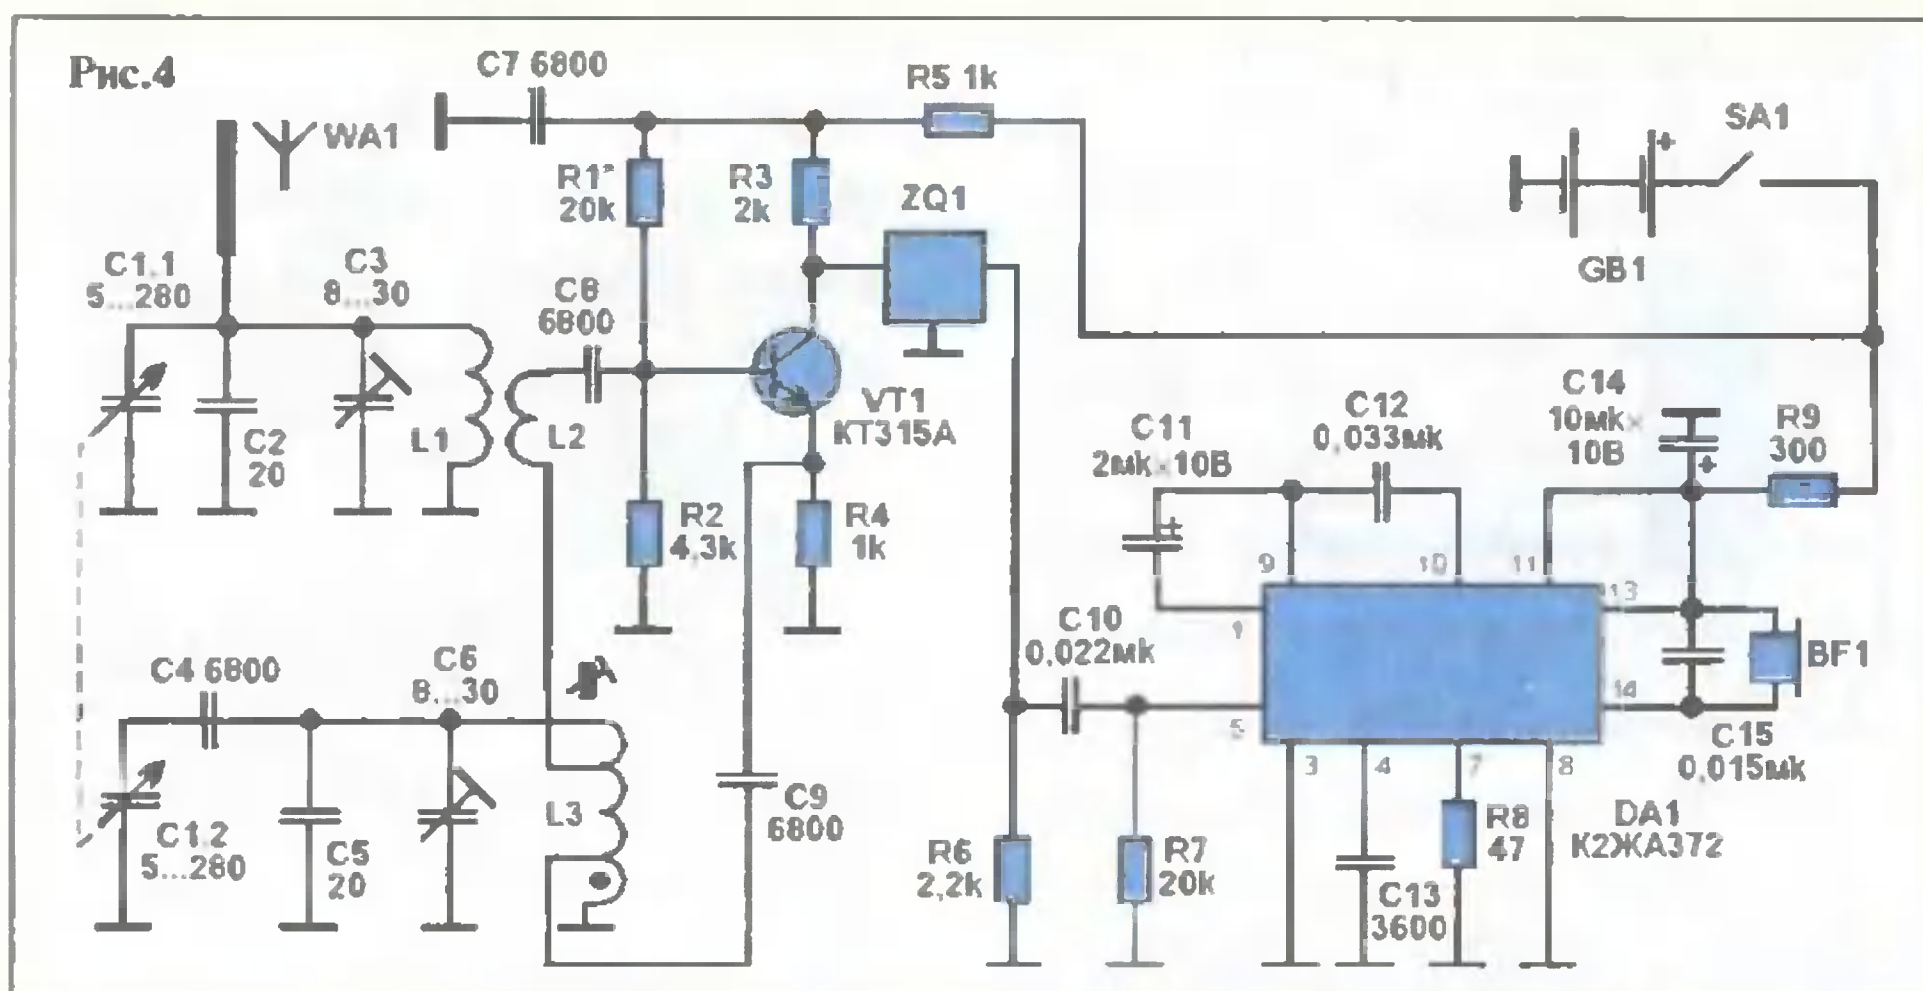 Рис.4
C7 6800
R5 1k
SA1
WA1
R1*
20k
R3
2k
ZQ1
+
GB1
C1.1
5...280
C3
8...30
C8
6800
C2
20
L1
L2
VT1
КТ315А
C14
10мк×
10В
R9
300
C12
0,033мк
C11
2мк×10В
+
+
R2
4,3k
R4
1k
9
10
11
13
1
C10
0,022мк
BF1
14
5
C4 6800
C6
8...30
C15
0,015мк
3
4
7
8
L3
C9
6800
C1.2
5...280
C5
20
R6
2,2k
R7
20k
C13
3600
R8
47
DA1
К2ЖА372